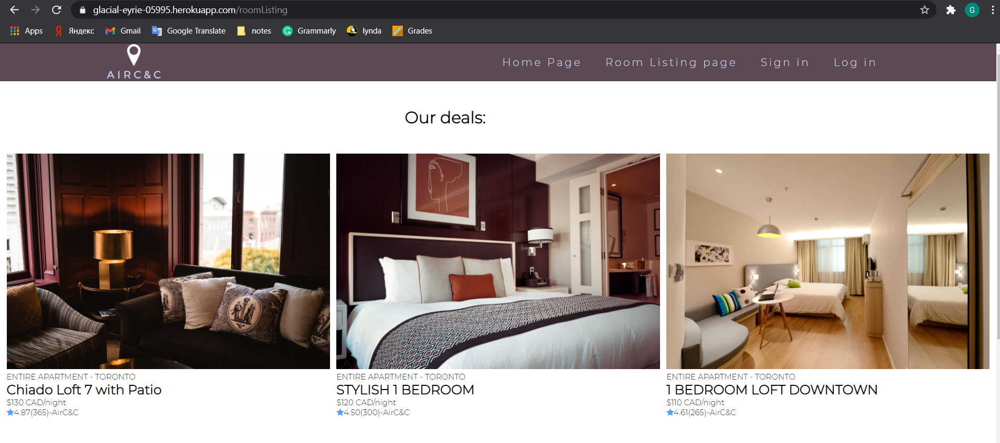 glacial-eyrie-05995.herokuapp.com/roomListing
G
Apps Яндекс Gmail Google Translate notes Grammarly lynda Grades
AIRC&C
Home Page Room Listing page Sign in Log in
Our deals:
ENTIRE APARTMENT - TORONTO
Chiado Loft 7 with Patio
$130 CAD/night
4.87(365)-AirC&C
ENTIRE APARTMENT - TORONTO
STYLISH 1 BEDROOM
$120 CAD/night
4.50(300)-AirC&C
ENTIRE APARTMENT - TORONTO
1 BEDROOM LOFT DOWNTOWN
$110 CAD/night
4.61(265)-AirC&C